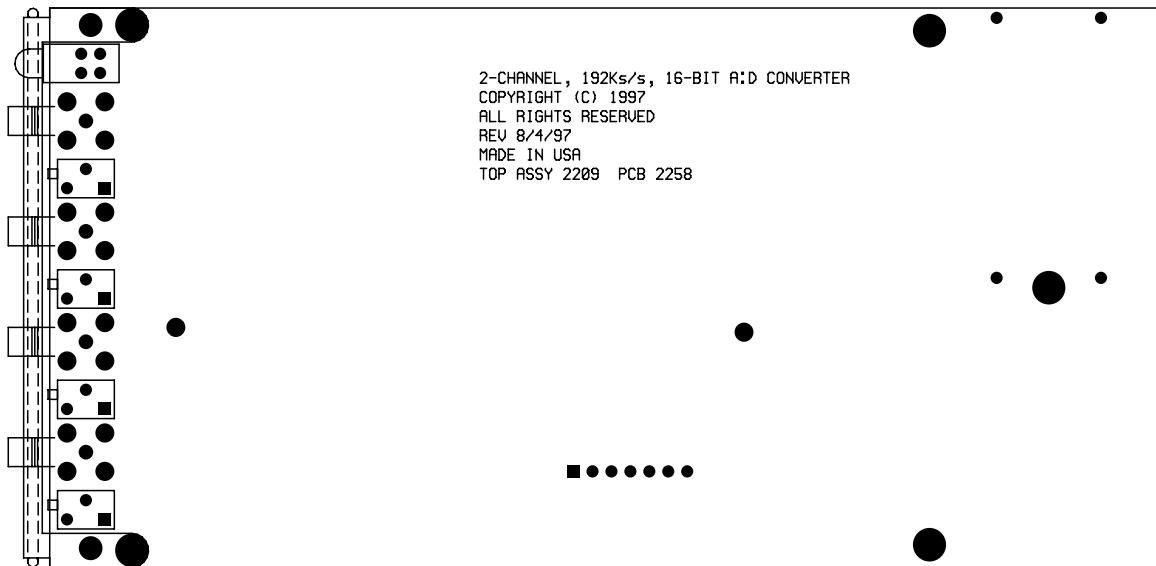 2-CHANNEL, 192Ks/s, 16-BIT A:D CONVERTER
COPYRIGHT (C) 1997
ALL RIGHTS RESERVED
REV 8/4/97
MADE IN USA
TOP ASSY 2209 PCB 2258